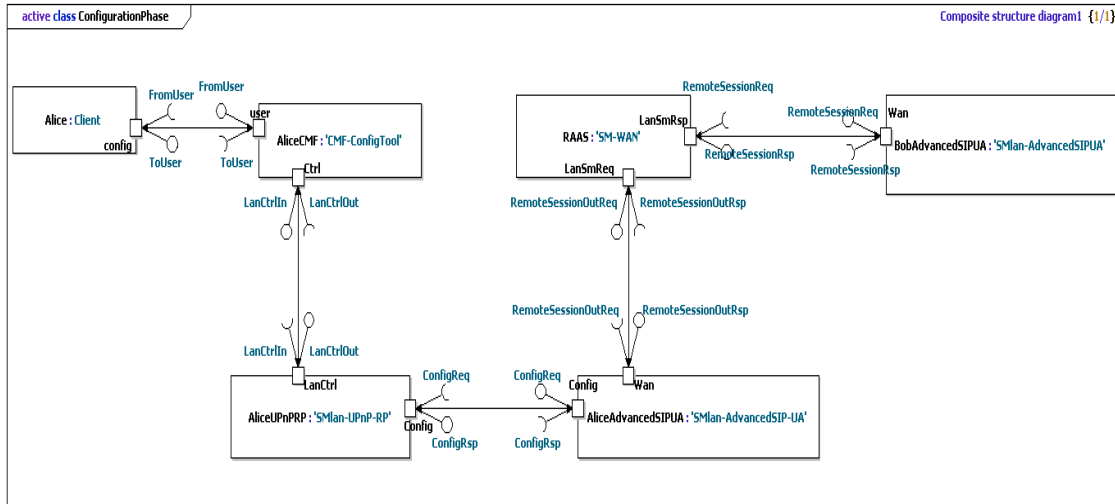 active class ConfigurationPhase
Composite structure diagram1 {1/1}
FromUser
FromUser
RemoteSessionReq
RemoteSessionReq
user
LanSmRsp
Wan
Alice : Client
AliceCMF : 'CMF-ConfigTool'
RAAS : 'SM-WAN'
BobAdvancedSIPUA : 'SMlan-AdvancedSIPUA'
config
ToUser
ToUser
RemoteSessionRsp
RemoteSessionRsp
Ctrl
LanSmReq
LanCtrlIn
LanCtrlOut
RemoteSessionOutReq
RemoteSessionOutRsp
RemoteSessionOutReq
RemoteSessionOutRsp
LanCtrlIn
LanCtrlOut
LanCtrl
ConfigReq
ConfigReq
Config
Wan
AliceUPnPRP : 'SMlan-UPnP-RP'
Config
AliceAdvancedSIPUA : 'SMlan-AdvancedSIP-UA'
ConfigRsp
ConfigRsp